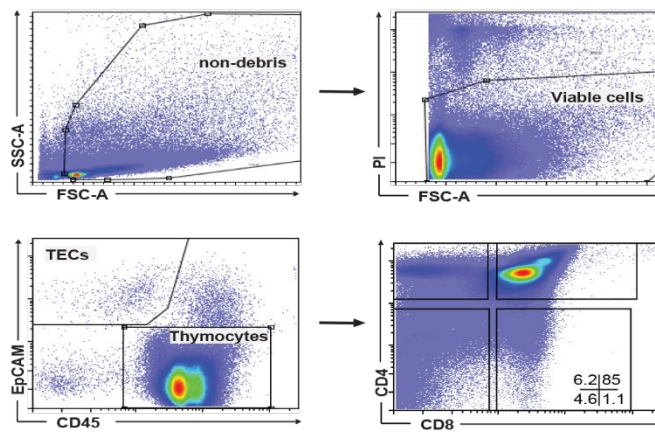 SSC-A
non-debris
FSC-A
PI
Viable cells
FSC-A
EpCAM
TECs
Thymocytes
CD45
CD4
6.2|85
4.6|1.1
CD8